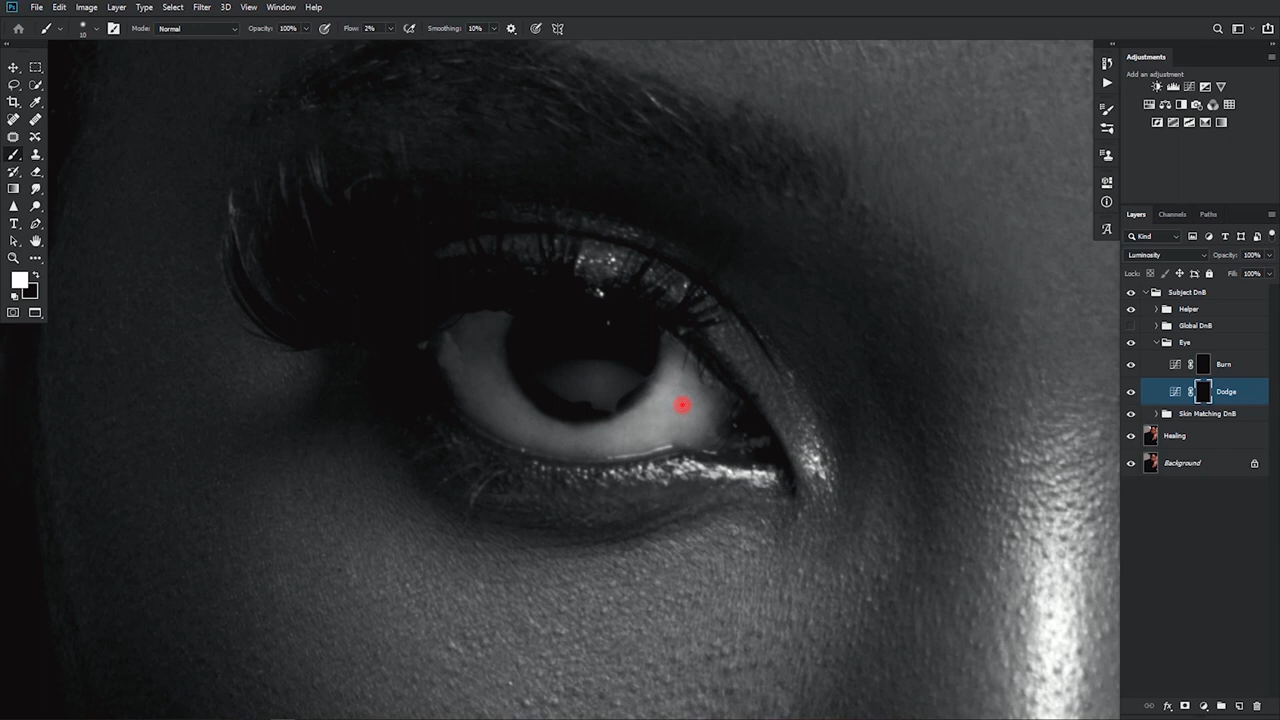 Ps File Edit Image Layer Type Select Filter 3D View Window Help
10 Mode: Normal Opacity: 100% Flow: 2% Smoothing: 10%
Adjustments
Add an adjustment
Layers Channels Paths
Kind
Luminosity Opacity: 100%
Lock: Fill: 100%
Subject DnB
Helper
Global DnB
Eye
Burn
Dodge
Skin Matching DnB
Healing
Background